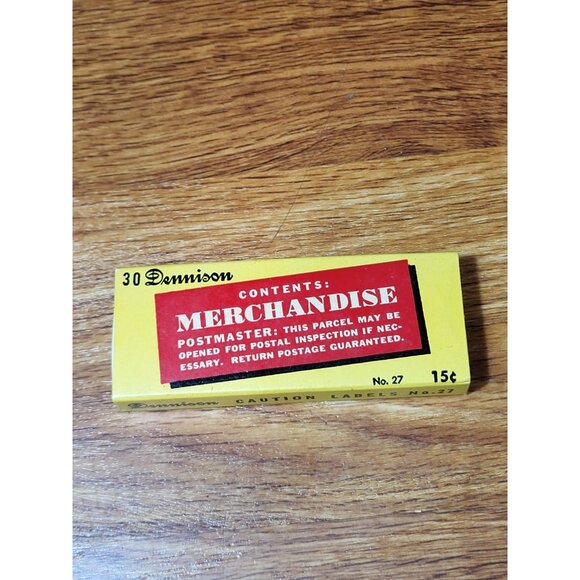 30 Dennison
CONTENTS:
MERCHANDISE
POSTMASTER: THIS PARCEL MAY BE
OPENED FOR POSTAL INSPECTION IF NEC-
ESSARY. RETURN POSTAGE GUARANTEED.
No. 27 15¢
Dennison CAUTION LABELS No. 27